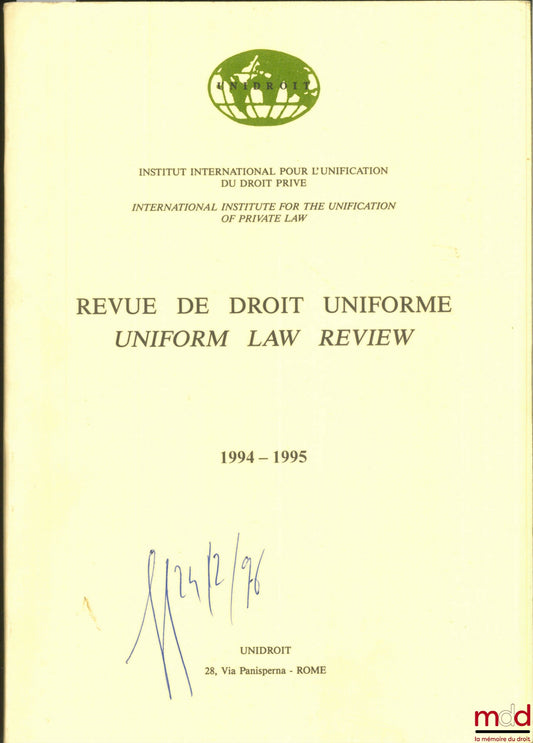 UNIDROIT
INSTITUT INTERNATIONAL POUR L'UNIFICATION
DU DROIT PRIVE
INTERNATIONAL INSTITUTE FOR THE UNIFICATION
OF PRIVATE LAW
REVUE DE DROIT UNIFORME
UNIFORM LAW REVIEW
1994 – 1995
24/2/96
UNIDROIT
28, Via Panisperna - ROME
mdd
la mémoire du droit